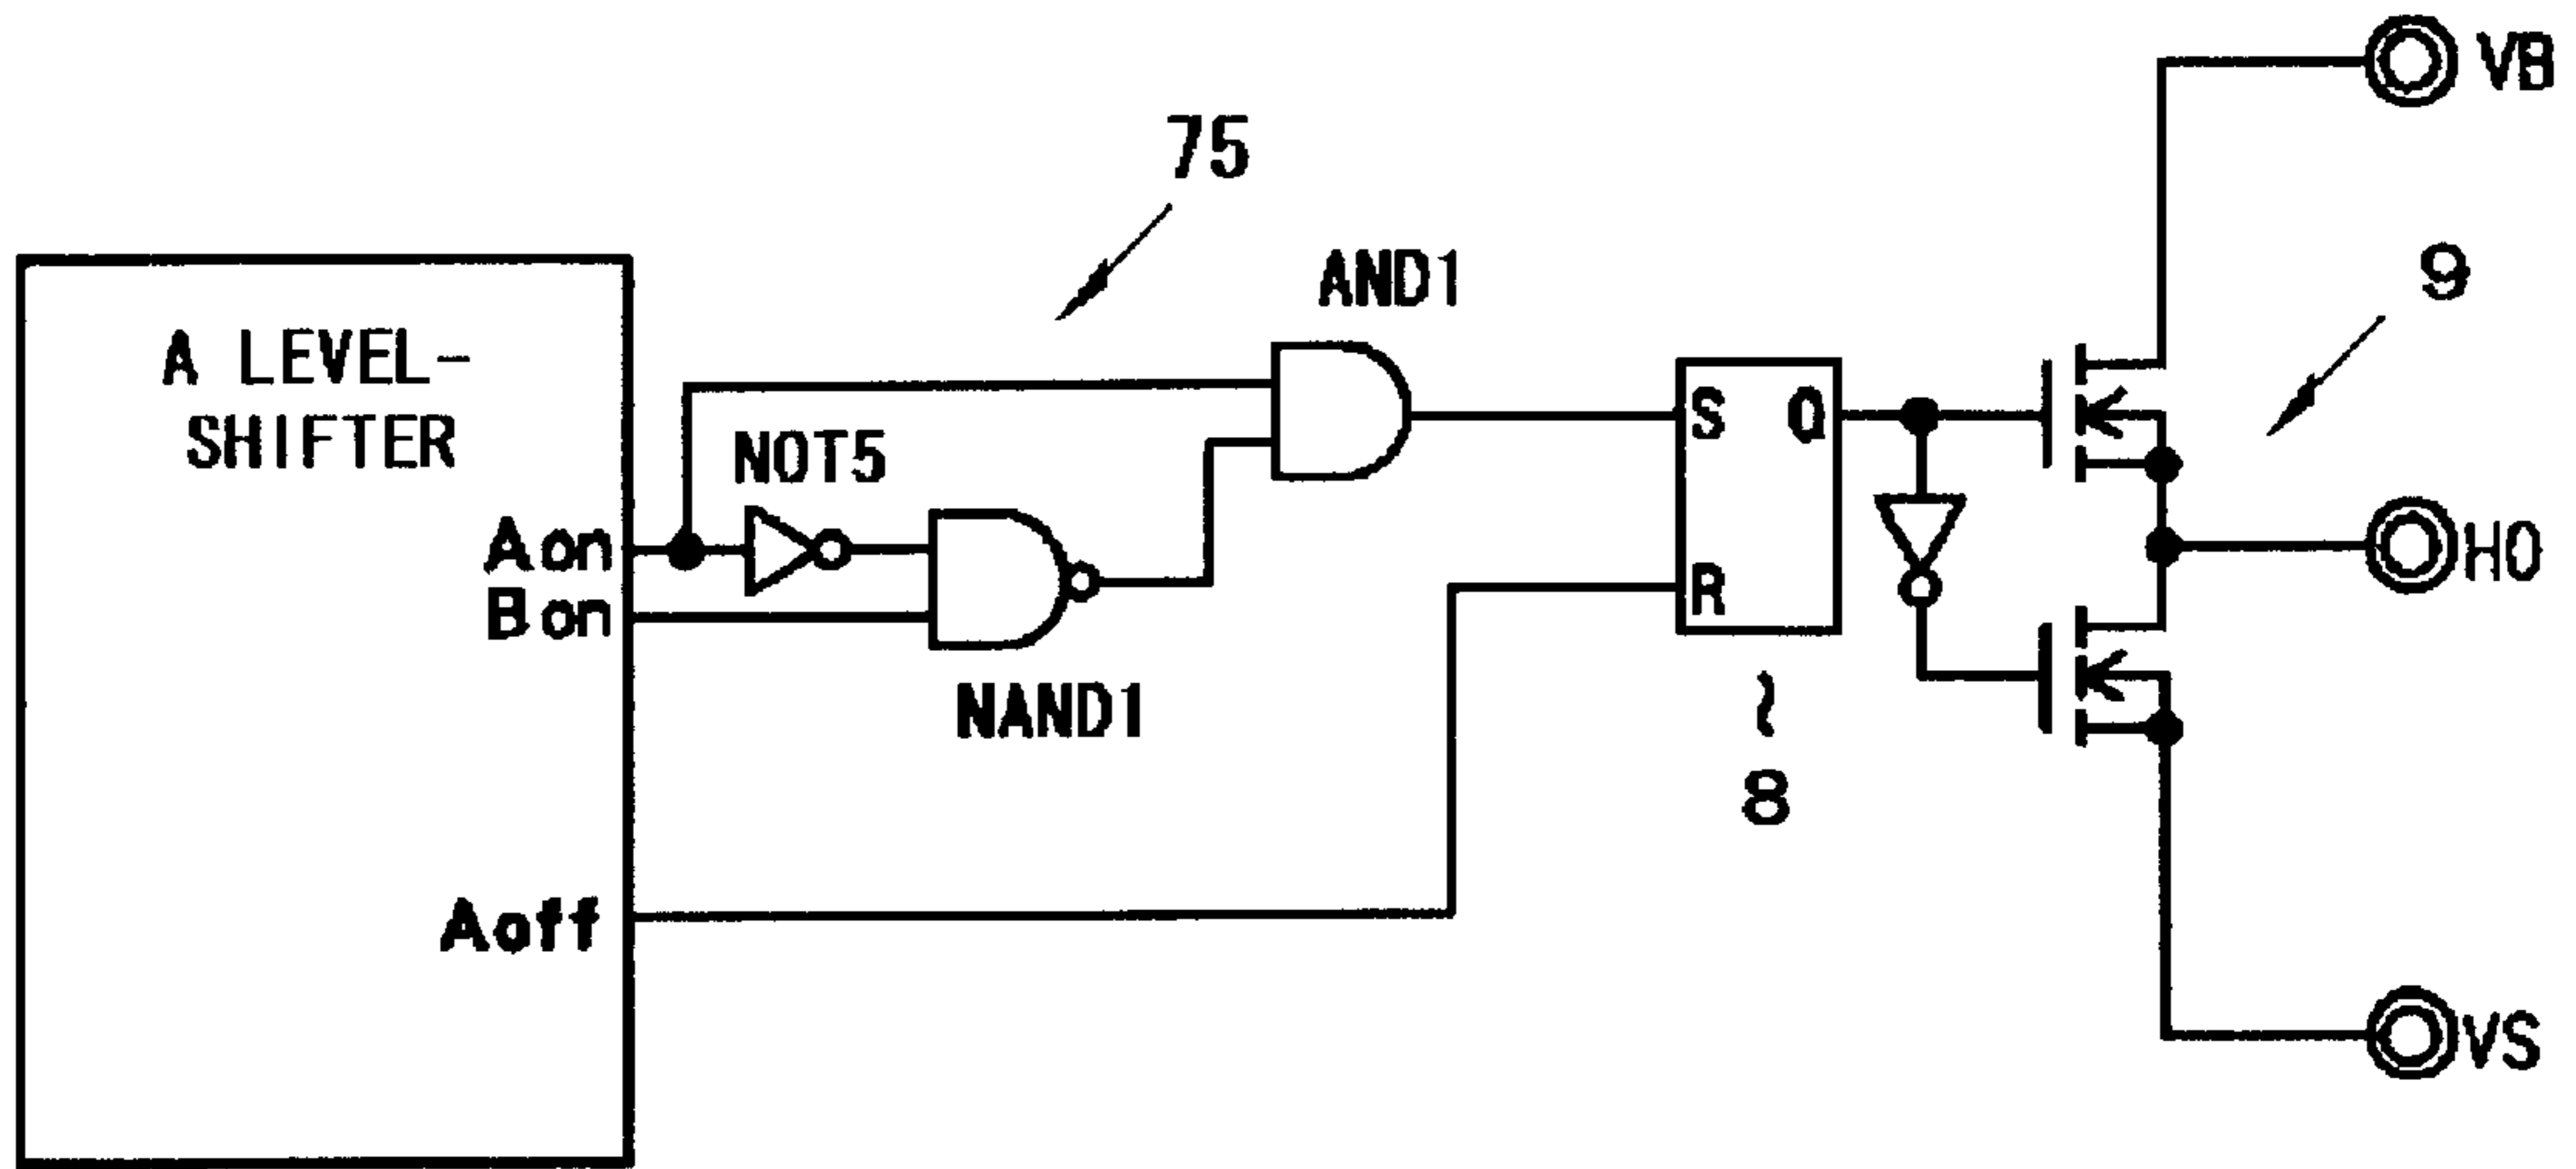 VB
75
AND1
9
A LEVEL-
SHIFTER
S Q
NOT5
Aon
HO
R
Bon
NAND1
8
Aoff
VS